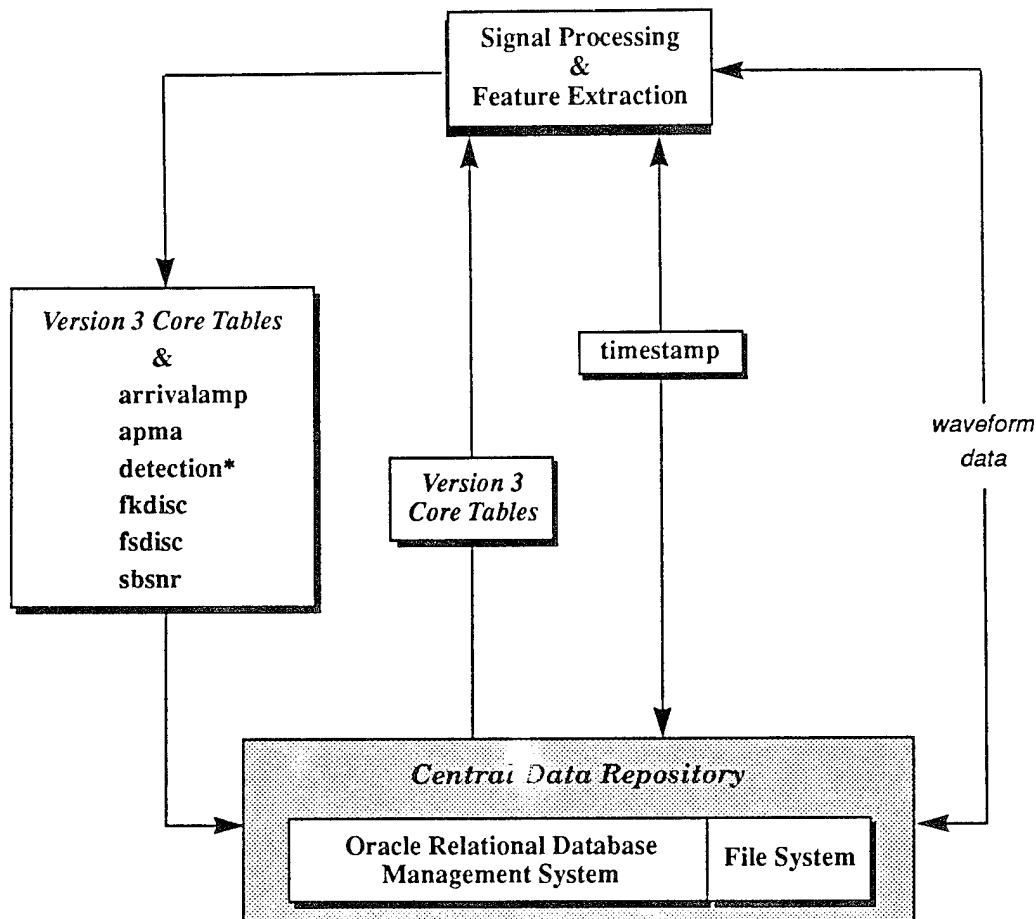 Signal Processing
&
Feature Extraction
Version 3 Core Tables
&
arrivalamp
apma
detection*
fkdisc
fsdisc
sbsnr
timestamp
Version 3
Core Tables
waveform
data
Central Data Repository
Oracle Relational Database
Management System
File System